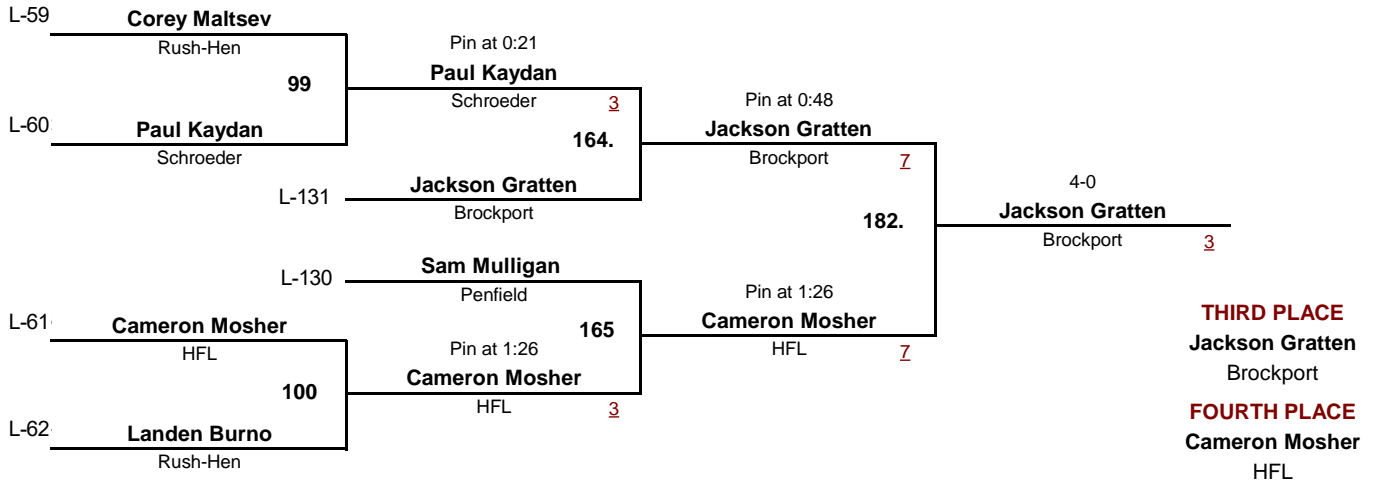 L-59
Corey Maltsev
Rush-Hen
Pin at 0:21
99
Paul Kaydan
Schroeder
3
Pin at 0:48
L-60
Paul Kaydan
Schroeder
164.
Jackson Gratten
Brockport
7
L-131
Jackson Gratten
Brockport
4-0
182.
Jackson Gratten
Brockport
3
L-130
Sam Mulligan
Penfield
Pin at 1:26
L-61
Cameron Mosher
HFL
165
Cameron Mosher
HFL
7
Pin at 1:26
100
Cameron Mosher
HFL
3
L-62
Landen Burno
Rush-Hen
THIRD PLACE
Jackson Gratten
Brockport
FOURTH PLACE
Cameron Mosher
HFL